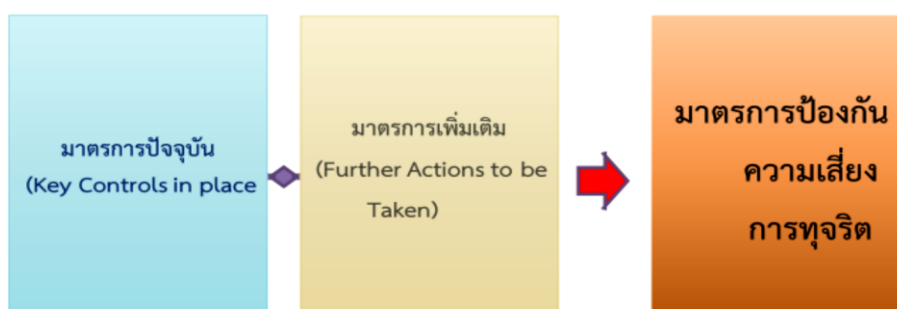 มาตรการปัจจุบัน
(Key Controls in place
มาตรการเพิ่มเติม
(Further Actions to be
Taken)
มาตรการป้องกัน
ความเสี่ยง
การทุจริต